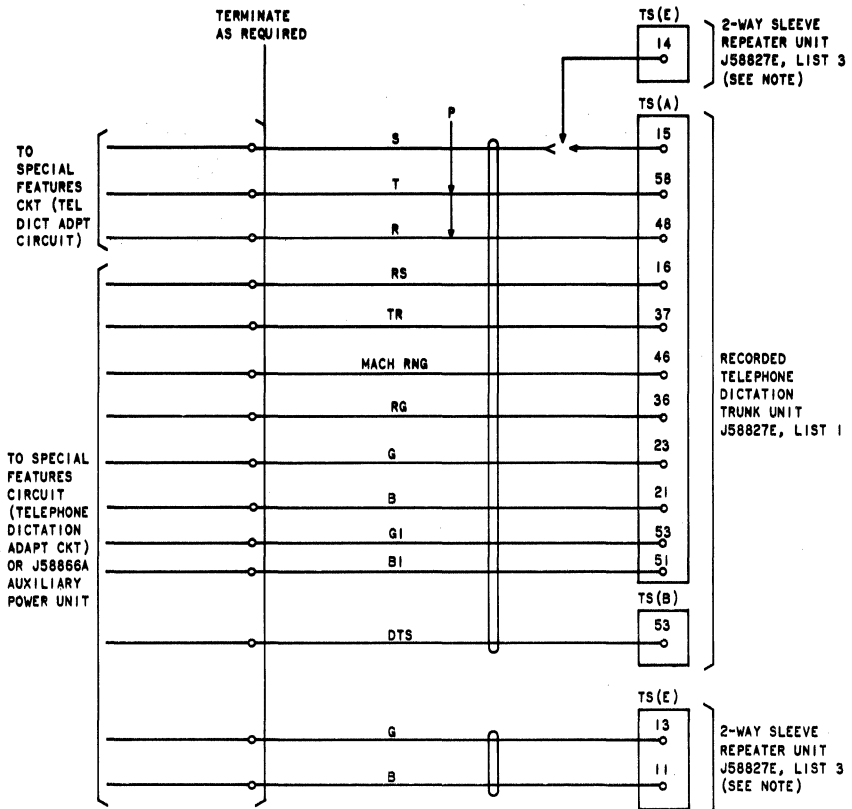 TERMINATE
AS REQUIRED
TS(E)
14
2-WAY SLEEVE
REPEATER UNIT
J58827E, LIST 3
(SEE NOTE)
TS(A)
P
TO
SPECIAL
FEATURES
CKT (TEL
DICT ADPT
CIRCUIT)
S
15
T
58
R
48
RS
16
TR
37
MACH RNG
46
RG
36
G
23
B
21
G1
53
B1
51
RECORDED
TELEPHONE
DICTATION
TRUNK UNIT
J58827E, LIST 1
TO SPECIAL
FEATURES
CIRCUIT
(TELEPHONE
DICTATION
ADAPT CKT)
OR J58866A
AUXILIARY
POWER UNIT
TS(B)
DTS
53
TS(E)
G
13
B
11
2-WAY SLEEVE
REPEATER UNIT
J58827E, LIST 3
(SEE NOTE)